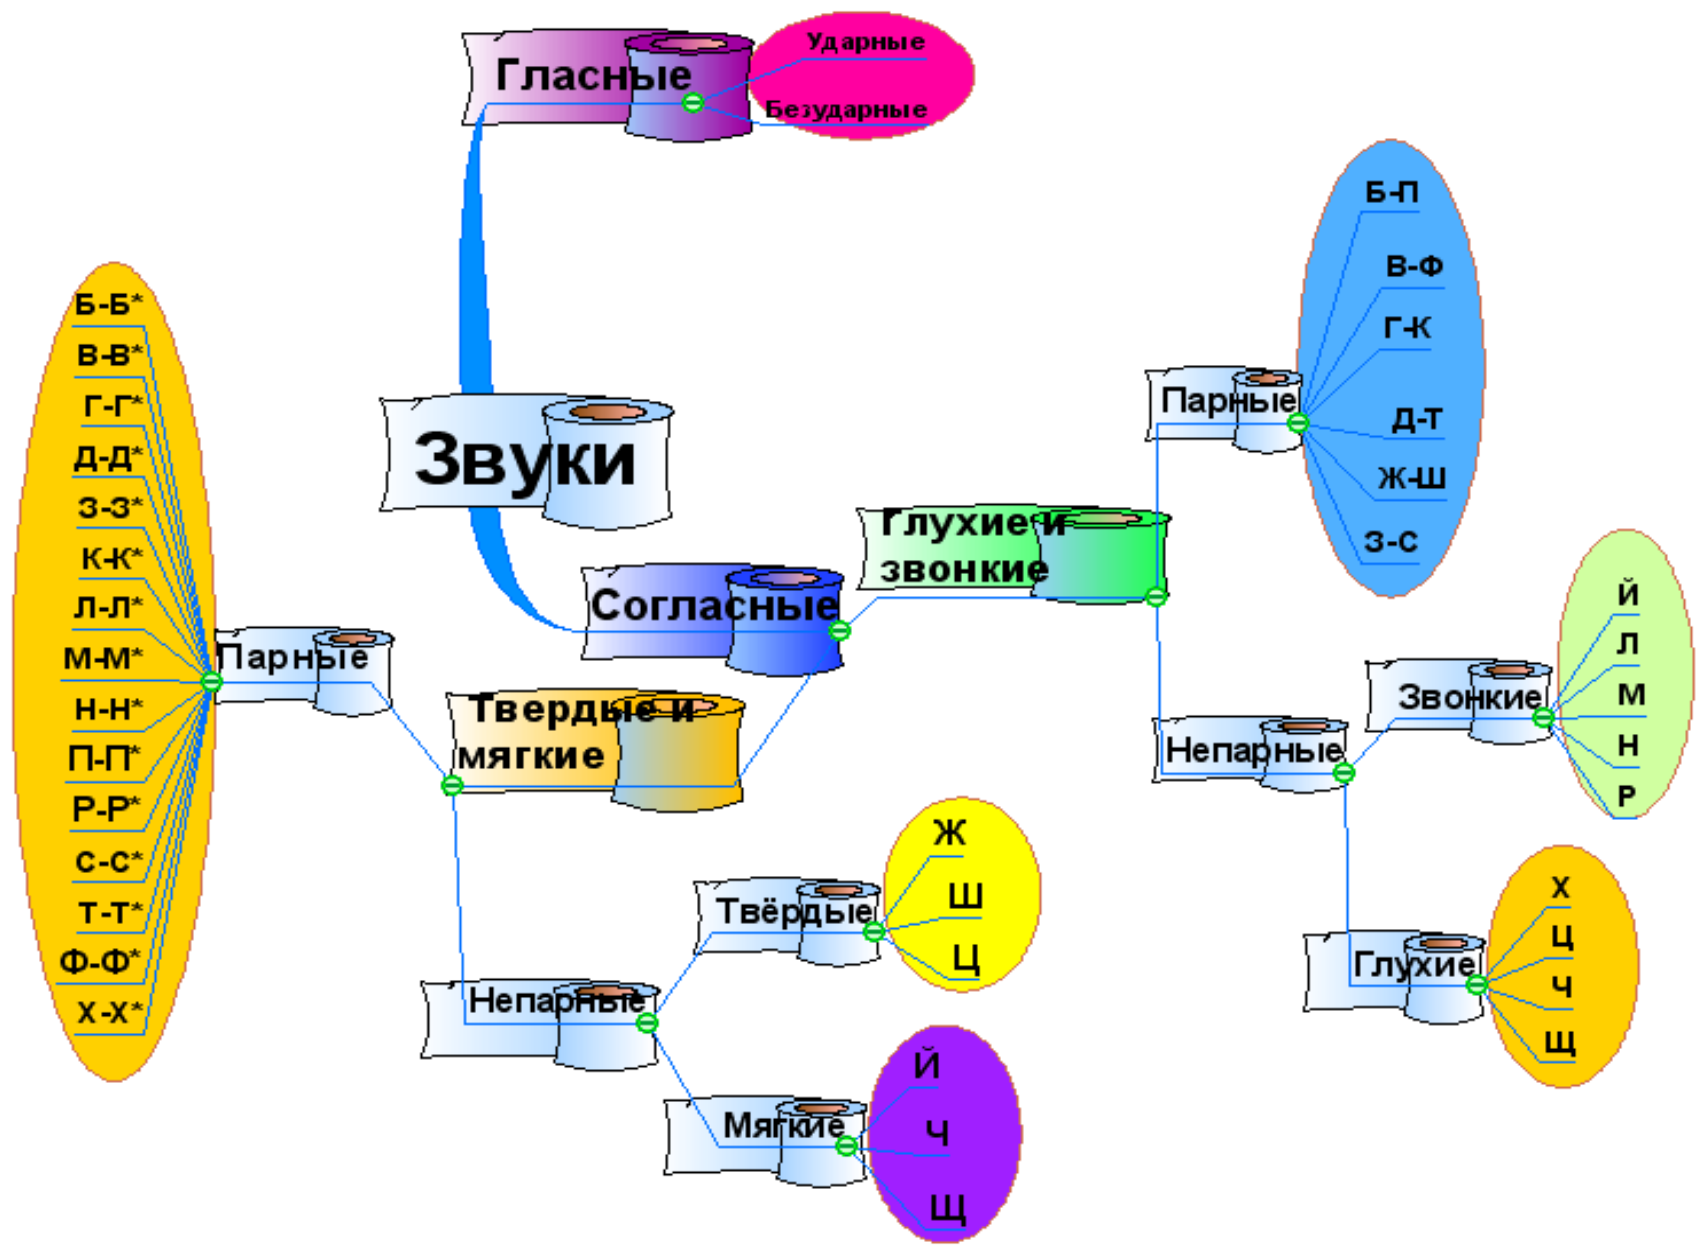 Гласные
Ударные
Безударные
Звуки
Согласные
Глухие и
звонкие
Парные
Б-П
В-Ф
Г-К
Д-Т
Ж-Ш
З-С
Непарные
Звонкие
Й
Л
М
Н
Р
Глухие
Х
Ц
Ч
Щ
Твердые и
мягкие
Парные
Б-Б*
В-В*
Г-Г*
Д-Д*
З-З*
К-К*
Л-Л*
М-М*
Н-Н*
П-П*
Р-Р*
С-С*
Т-Т*
Ф-Ф*
Х-Х*
Непарные
Твёрдые
Ж
Ш
Ц
Мягкие
Й
Ч
Щ